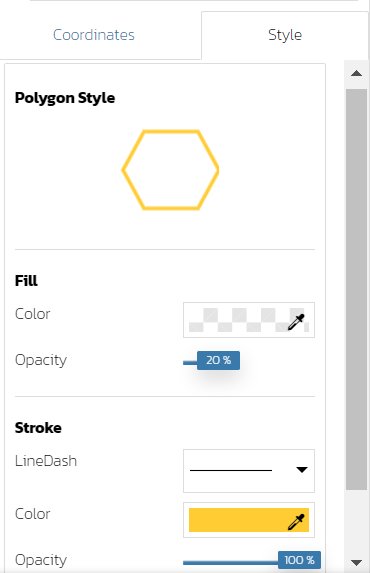 Coordinates Style
Polygon Style
Fill
Color
Opacity 20 %
Stroke
LineDash
Color
Opacity 100 %